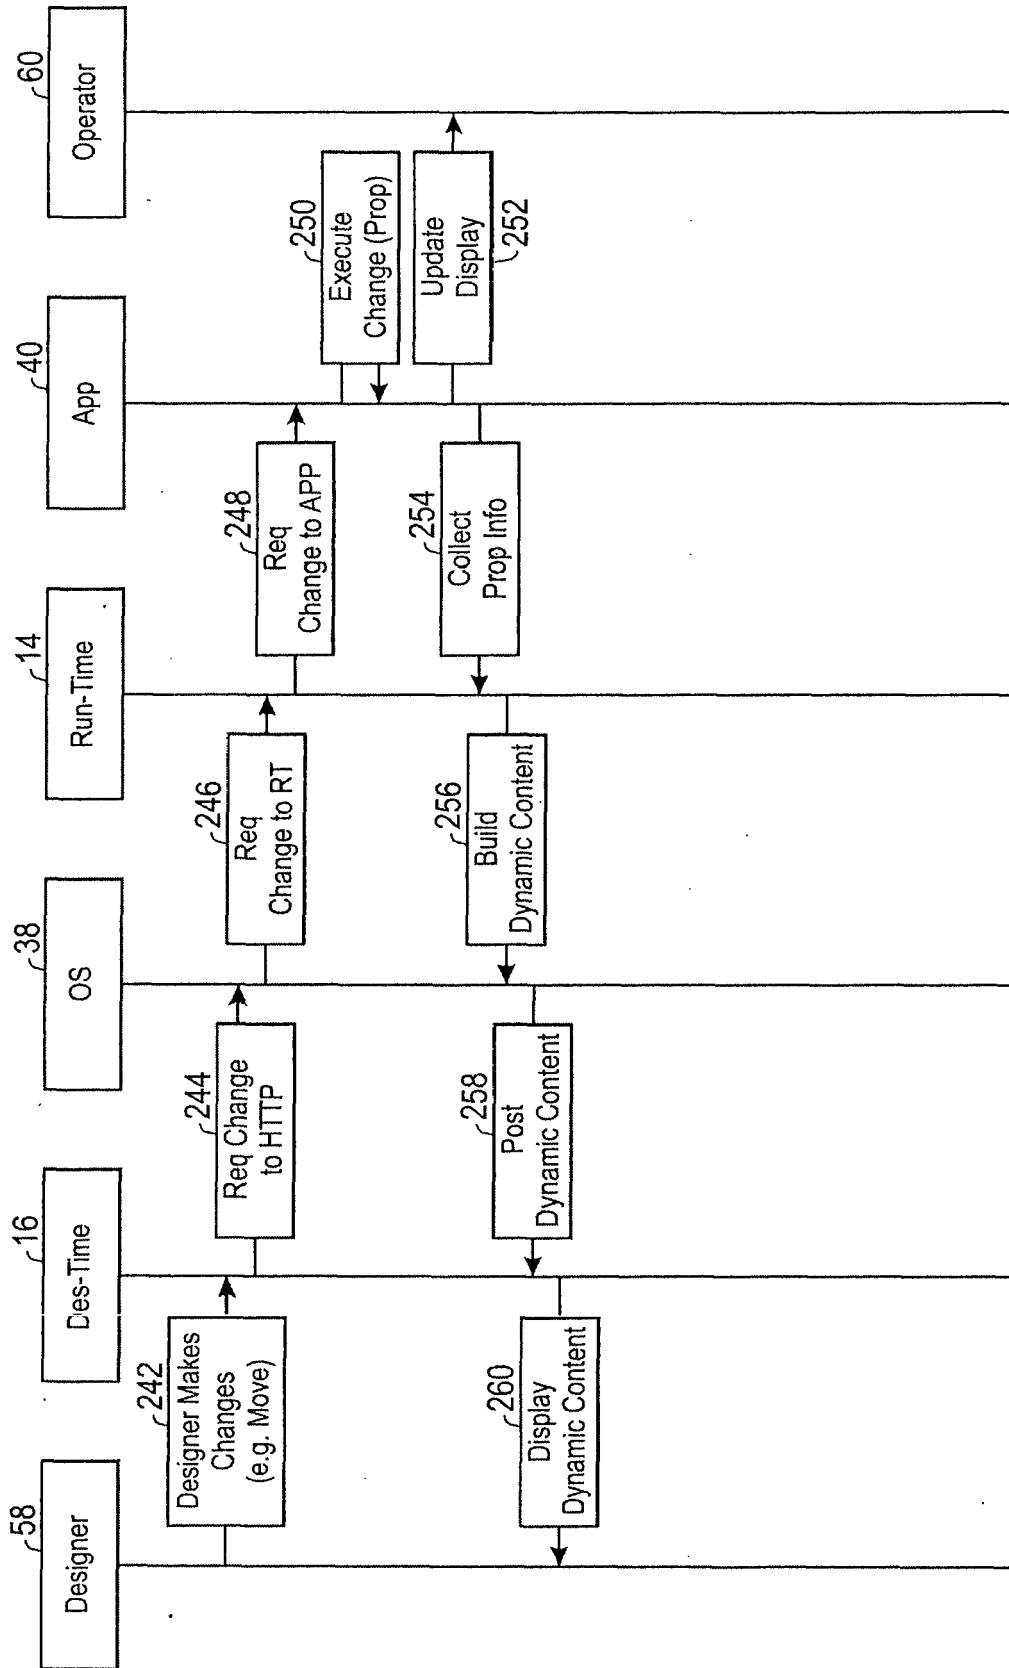 58
Designer
16
Des-Time
38
OS
14
Run-Time
40
App
60
Operator
242
Designer Makes
Changes
(e.g. Move)
244
Req Change
to HTTP
246
Req
Change to RT
248
Req
Change to APP
250
Execute
Change (Prop)
Update
Display
252
254
Collect
Prop Info
256
Build
Dynamic Content
258
Post
Dynamic Content
260
Display
Dynamic Content